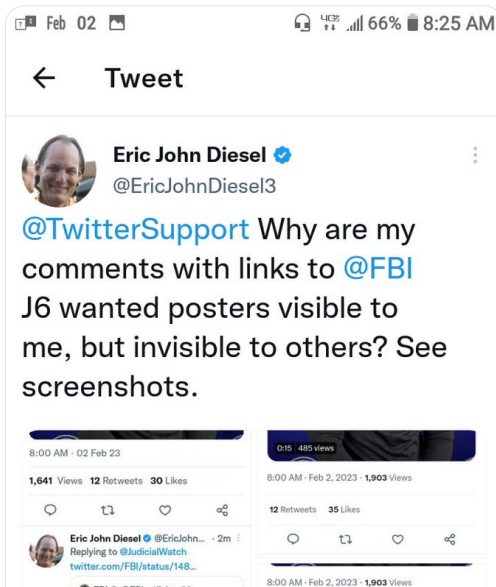 Feb 02 4GE 66% 8:25 AM
Tweet
Eric John Diesel
@EricJohnDiesel3
@TwitterSupport Why are my
comments with links to @FBI
J6 wanted posters visible to
me, but invisible to others? See
screenshots.
8:00 AM · 02 Feb 23
1,641 Views 12 Retweets 30 Likes
Eric John Diesel @EricJohn... · 2m
Replying to @JudicialWatch
twitter.com/FBI/status/148...
0:15 485 views
8:00 AM · Feb 2, 2023 · 1,903 Views
12 Retweets 35 Likes
8:00 AM · Feb 2, 2023 · 1,903 Views